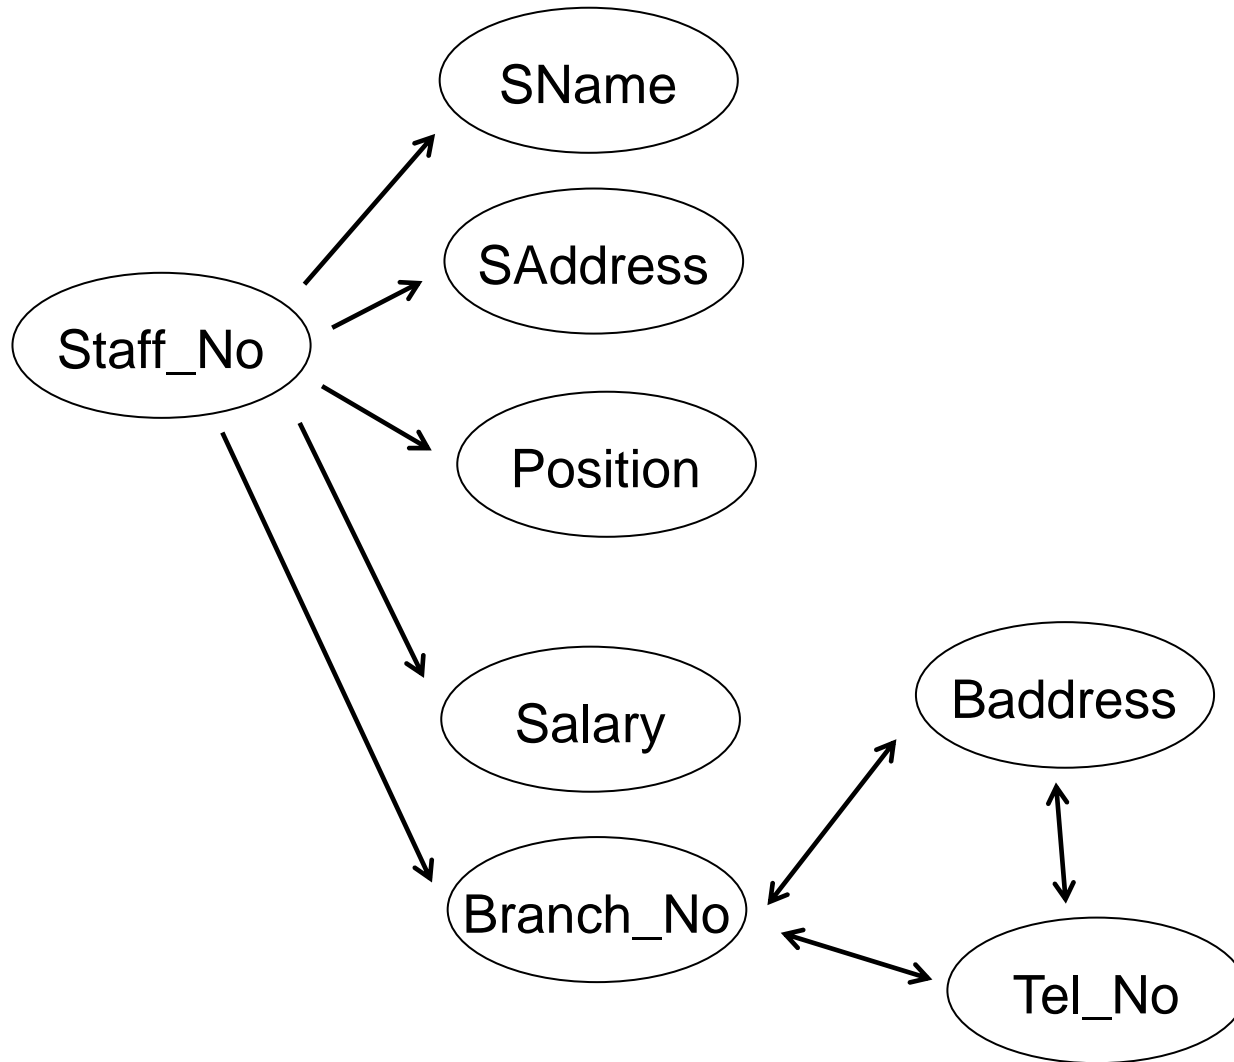 SName
SAddress
Staff_No
Position
Salary
Baddress
Branch_No
Tel_No